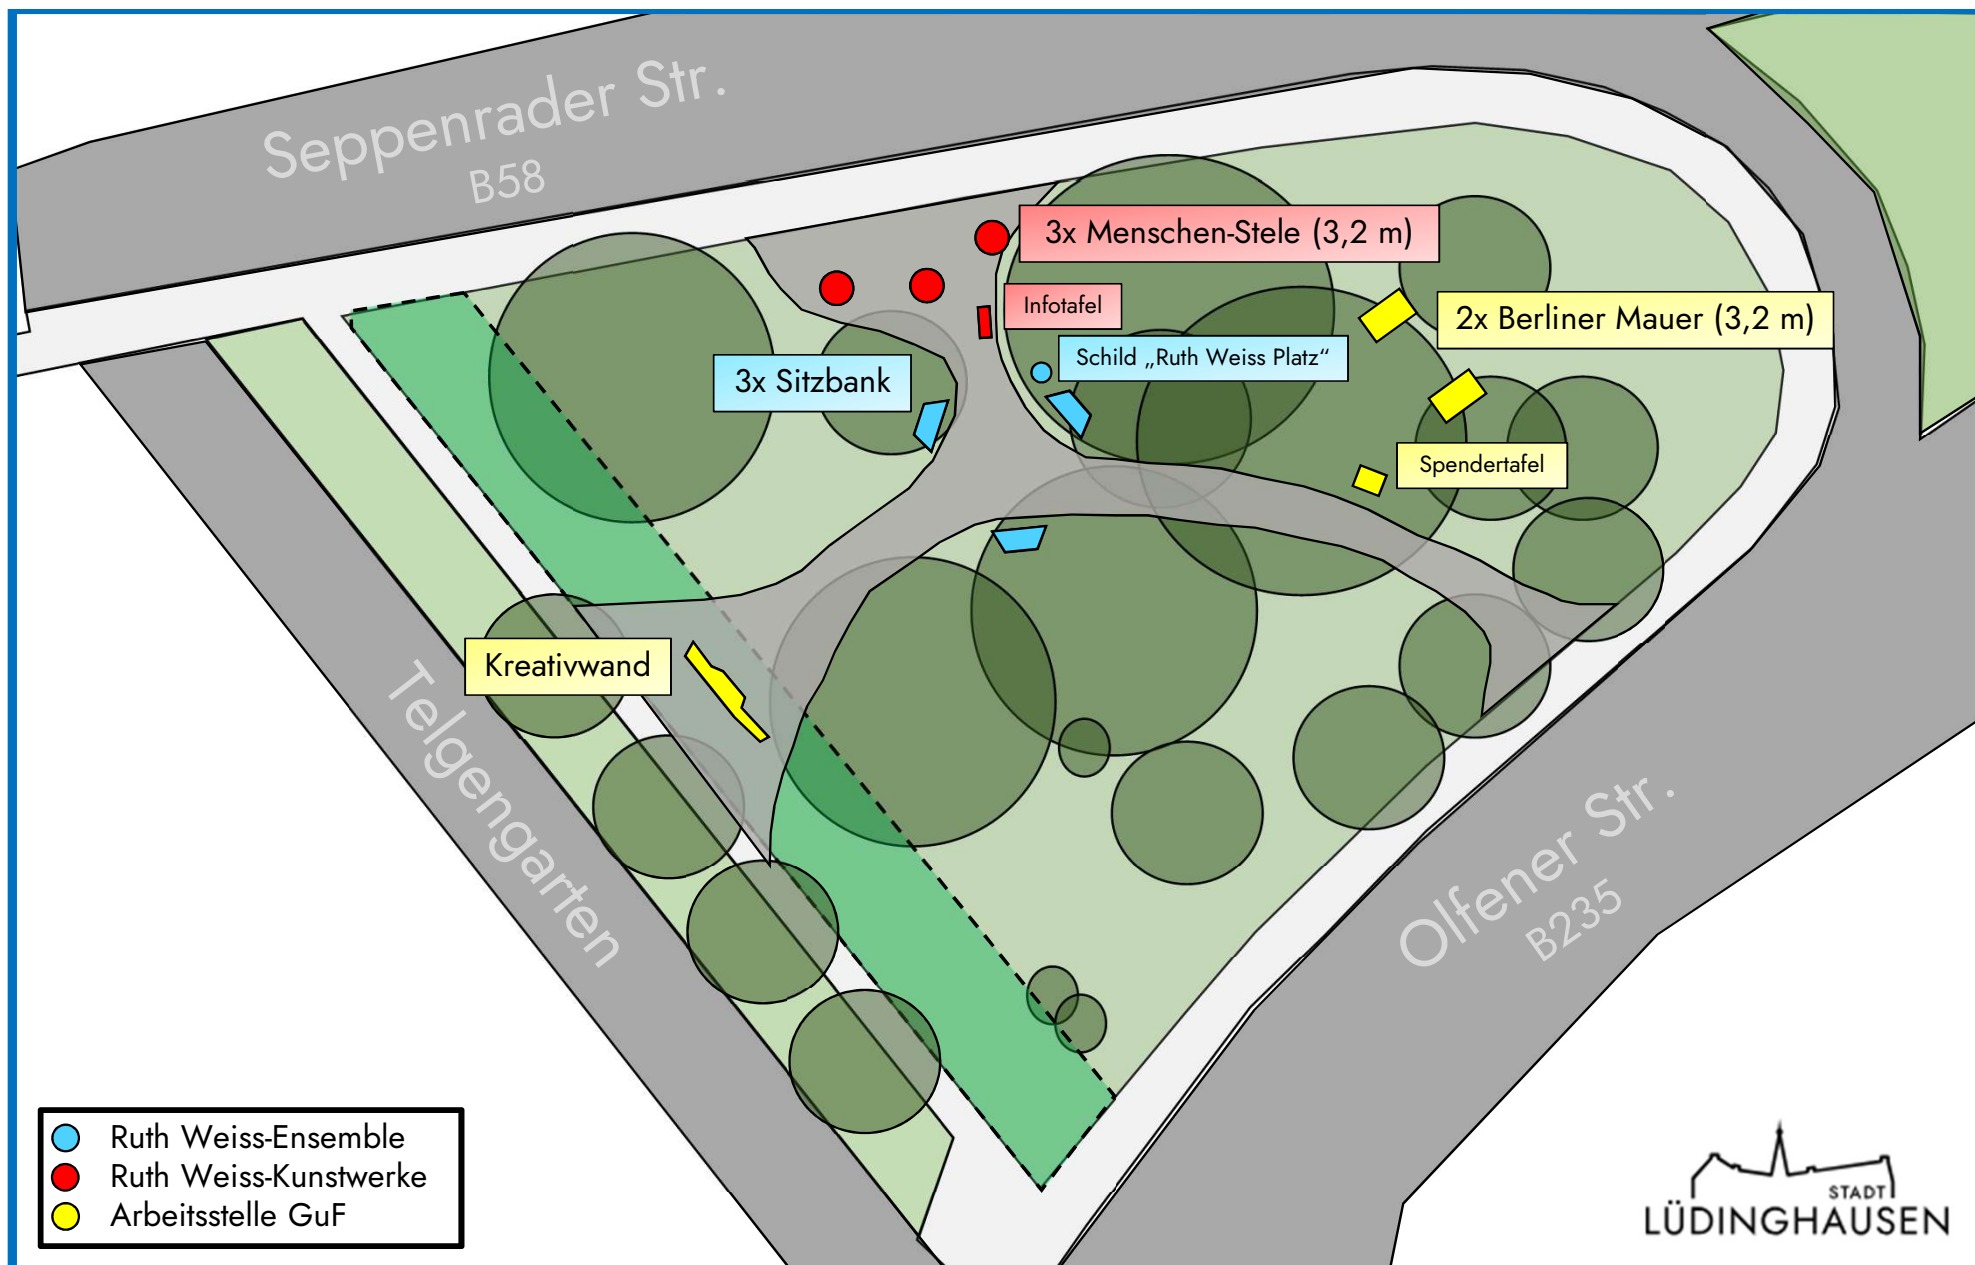 Seppenrader Str.
B58
3x Menschen-Stele (3,2 m)
Infotafel
2x Berliner Mauer (3,2 m)
Schild „Ruth Weiss Platz“
3x Sitzbank
Spendertafel
Kreativwand
Telgengarten
Olfener Str.
B235
Ruth Weiss-Ensemble
Ruth Weiss-Kunstwerke
Arbeitsstelle GuF
STADT
LÜDINGHAUSEN